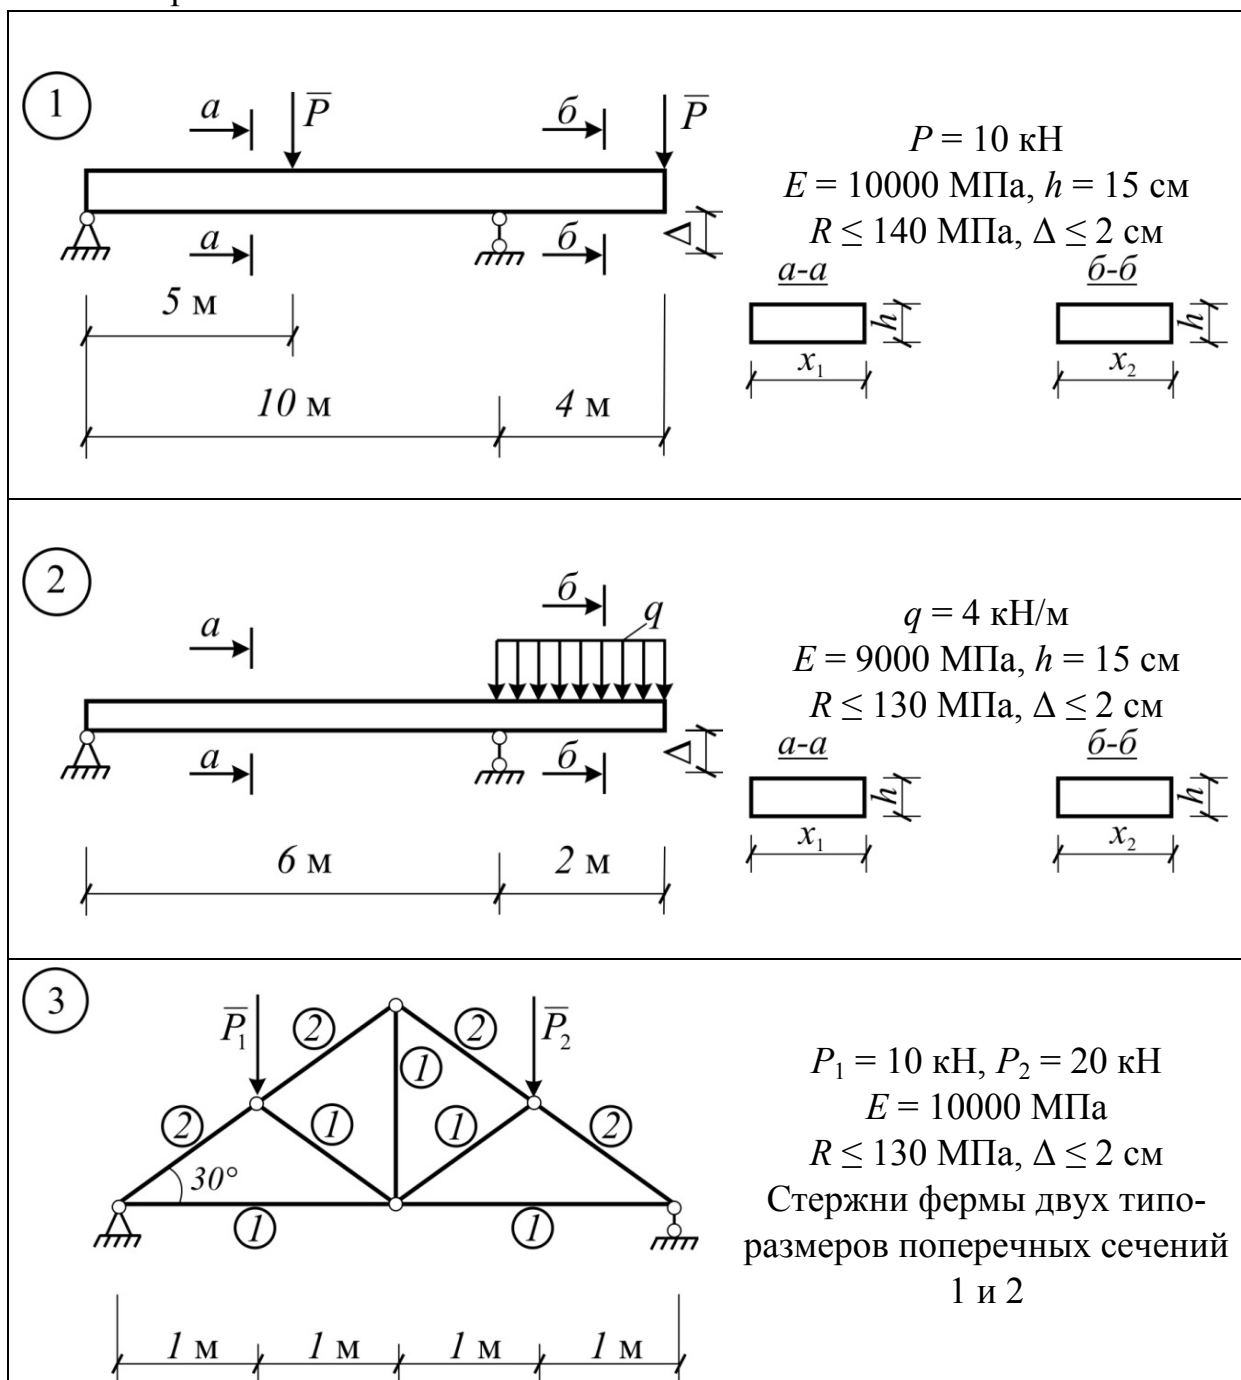 1
a
P
б
P
a
б
Δ
5 м
10 м
4 м
P = 10 кН
E = 10000 МПа, h = 15 см
R ≤ 140 МПа, Δ ≤ 2 см
a-a
б-б
h
h
x₁
x₂
2
a
б
q
a
б
Δ
6 м
2 м
q = 4 кН/м
E = 9000 МПа, h = 15 см
R ≤ 130 МПа, Δ ≤ 2 см
a-a
б-б
h
h
x₁
x₂
3
P₁
2
2
P₂
1
2
1
1
2
30°
1
1
1 м
1 м
1 м
1 м
P₁ = 10 кН, P₂ = 20 кН
E = 10000 МПа
R ≤ 130 МПа, Δ ≤ 2 см
Стержни фермы двух типо-
размеров поперечных сечений
1 и 2